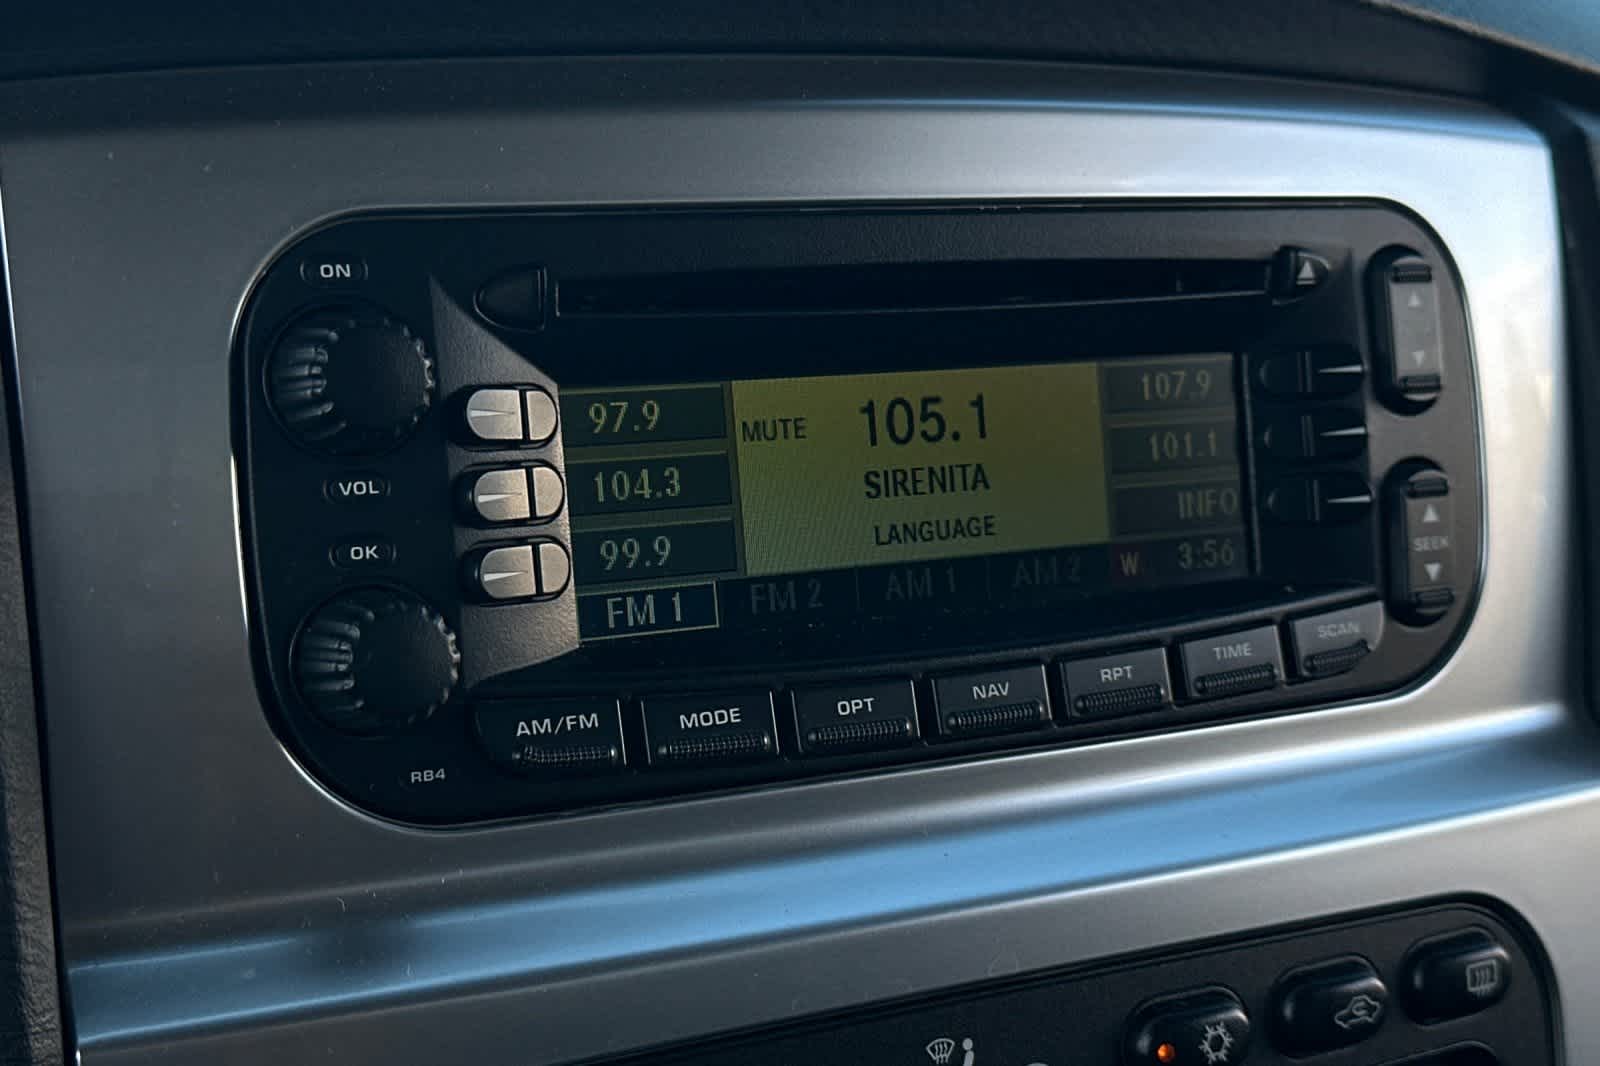 ON
VOL
OK
97.9
104.3
99.9
MUTE 105.1
SIRENITA
LANGUAGE
107.9
101.1
INFO
FM 1 FM 2 AM 1 AM 2 W 3:56
SEEK
AM/FM MODE OPT NAV RPT TIME SCAN
RB4